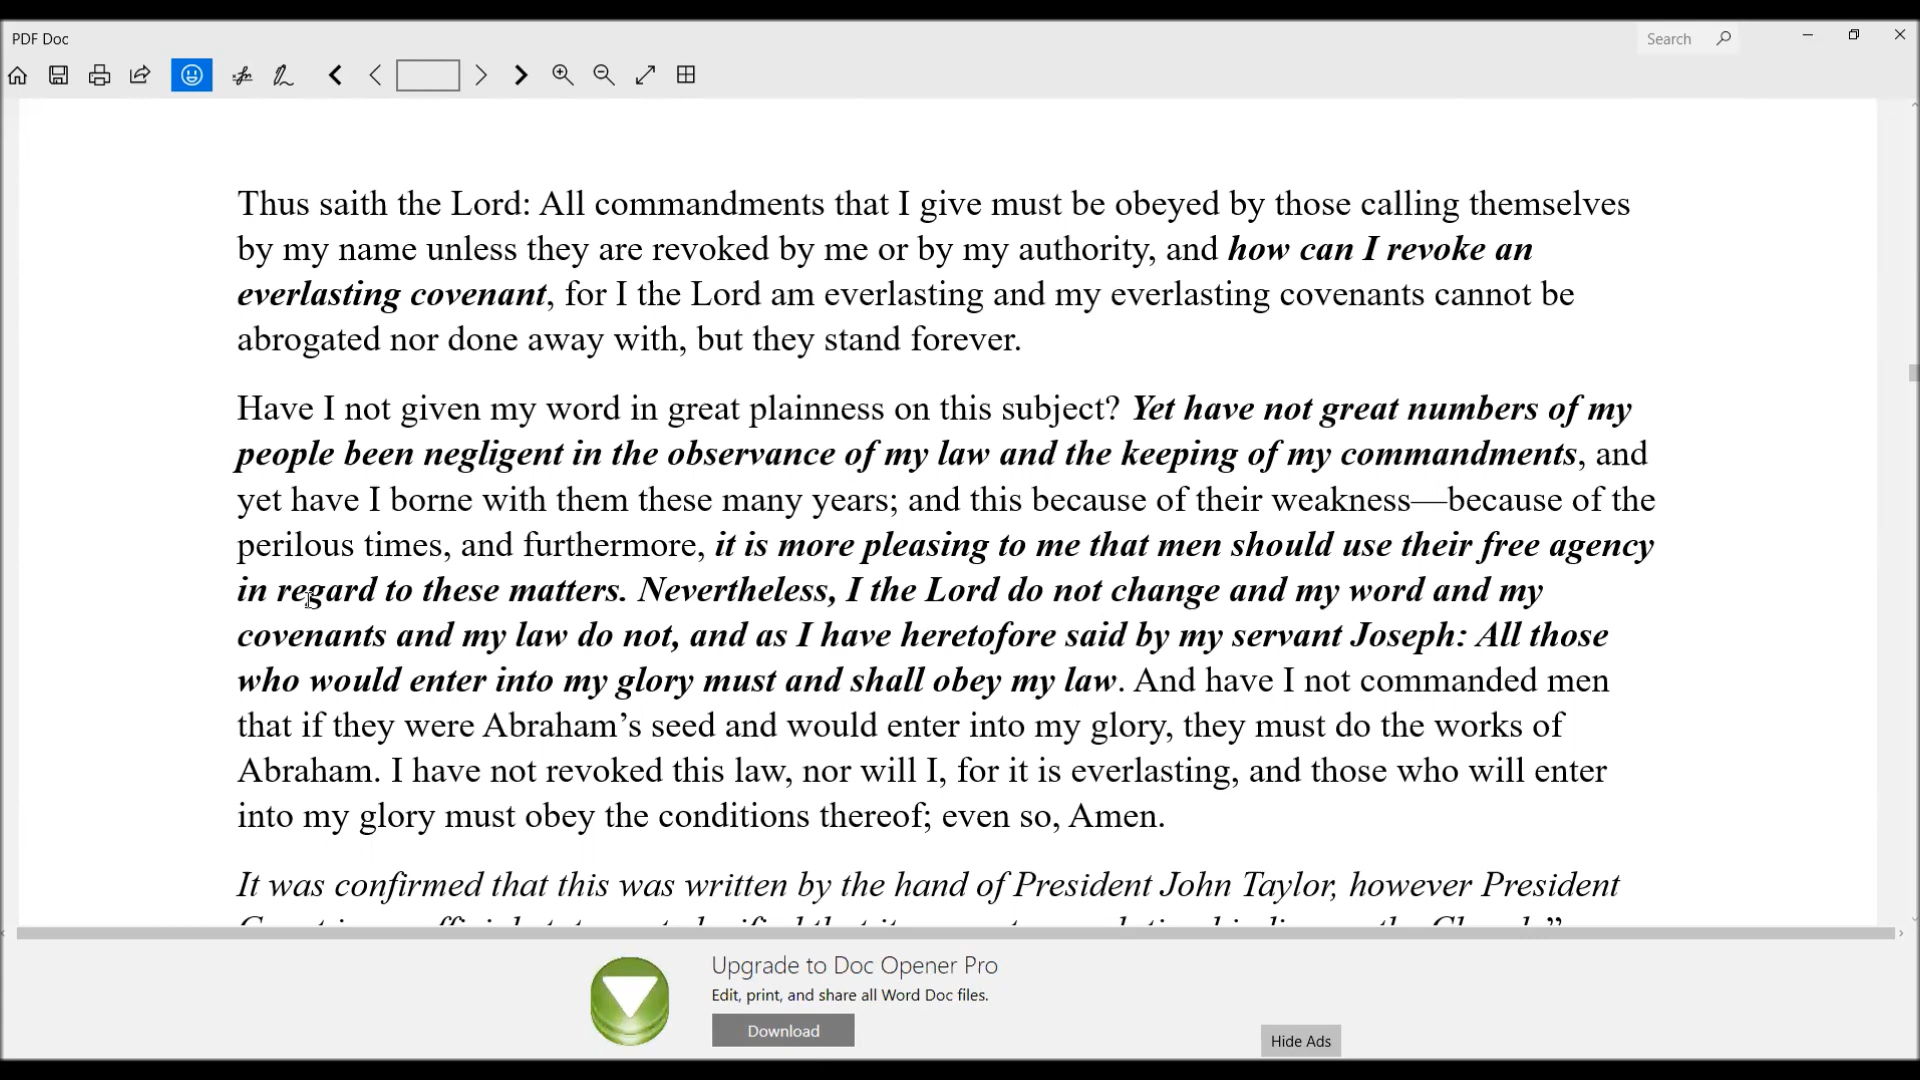 PDF Doc
Search
Thus saith the Lord: All commandments that I give must be obeyed by those calling themselves
by my name unless they are revoked by me or by my authority, and how can I revoke an
everlasting covenant, for I the Lord am everlasting and my everlasting covenants cannot be
abrogated nor done away with, but they stand forever.
Have I not given my word in great plainness on this subject? Yet have not great numbers of my
people been negligent in the observance of my law and the keeping of my commandments, and
yet have I borne with them these many years; and this because of their weakness—because of the
perilous times, and furthermore, it is more pleasing to me that men should use their free agency
in regard to these matters. Nevertheless, I the Lord do not change and my word and my
covenants and my law do not, and as I have heretofore said by my servant Joseph: All those
who would enter into my glory must and shall obey my law. And have I not commanded men
that if they were Abraham’s seed and would enter into my glory, they must do the works of
Abraham. I have not revoked this law, nor will I, for it is everlasting, and those who will enter
into my glory must obey the conditions thereof; even so, Amen.
It was confirmed that this was written by the hand of President John Taylor, however President
Upgrade to Doc Opener Pro
Edit, print, and share all Word Doc files.
Download
Hide Ads